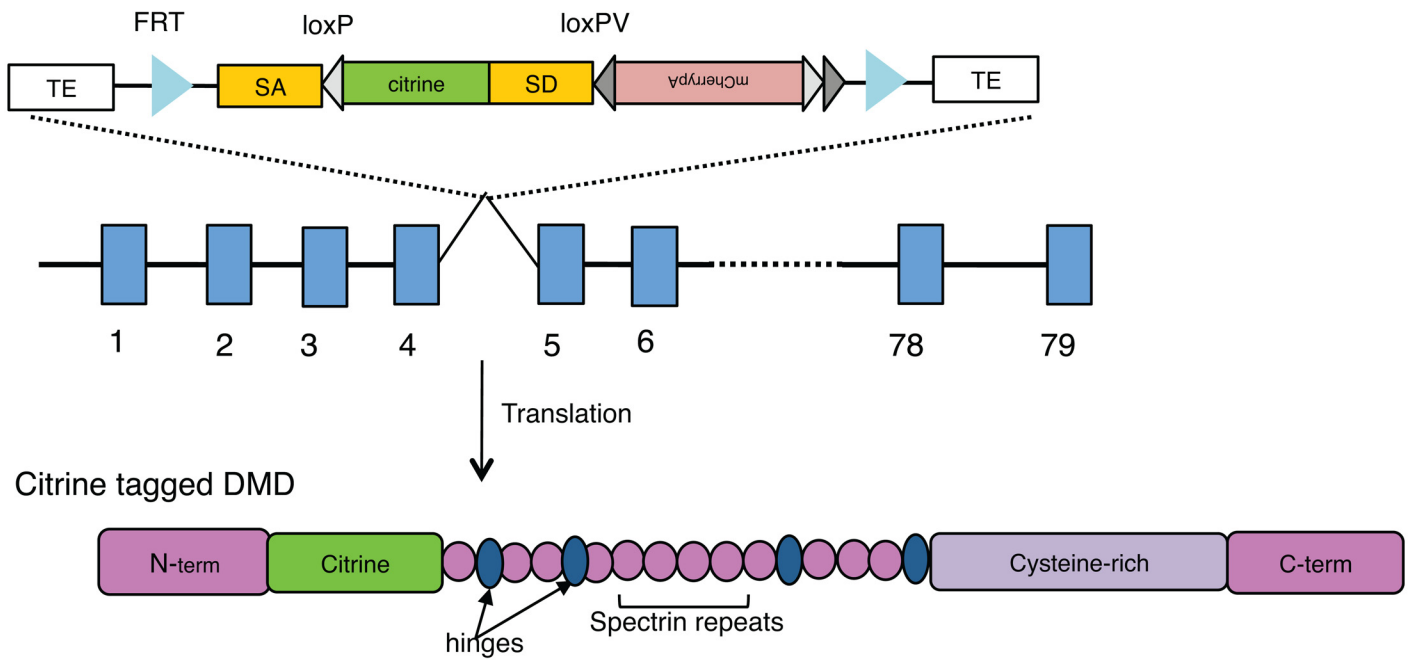 FRT loxP loxPV
TE SA citrine SD mCherrypA TE
1 2 3 4 5 6 78 79
Translation
Citrine tagged DMD
N-term Citrine Cysteine-rich C-term
Spectrin repeats
hinges